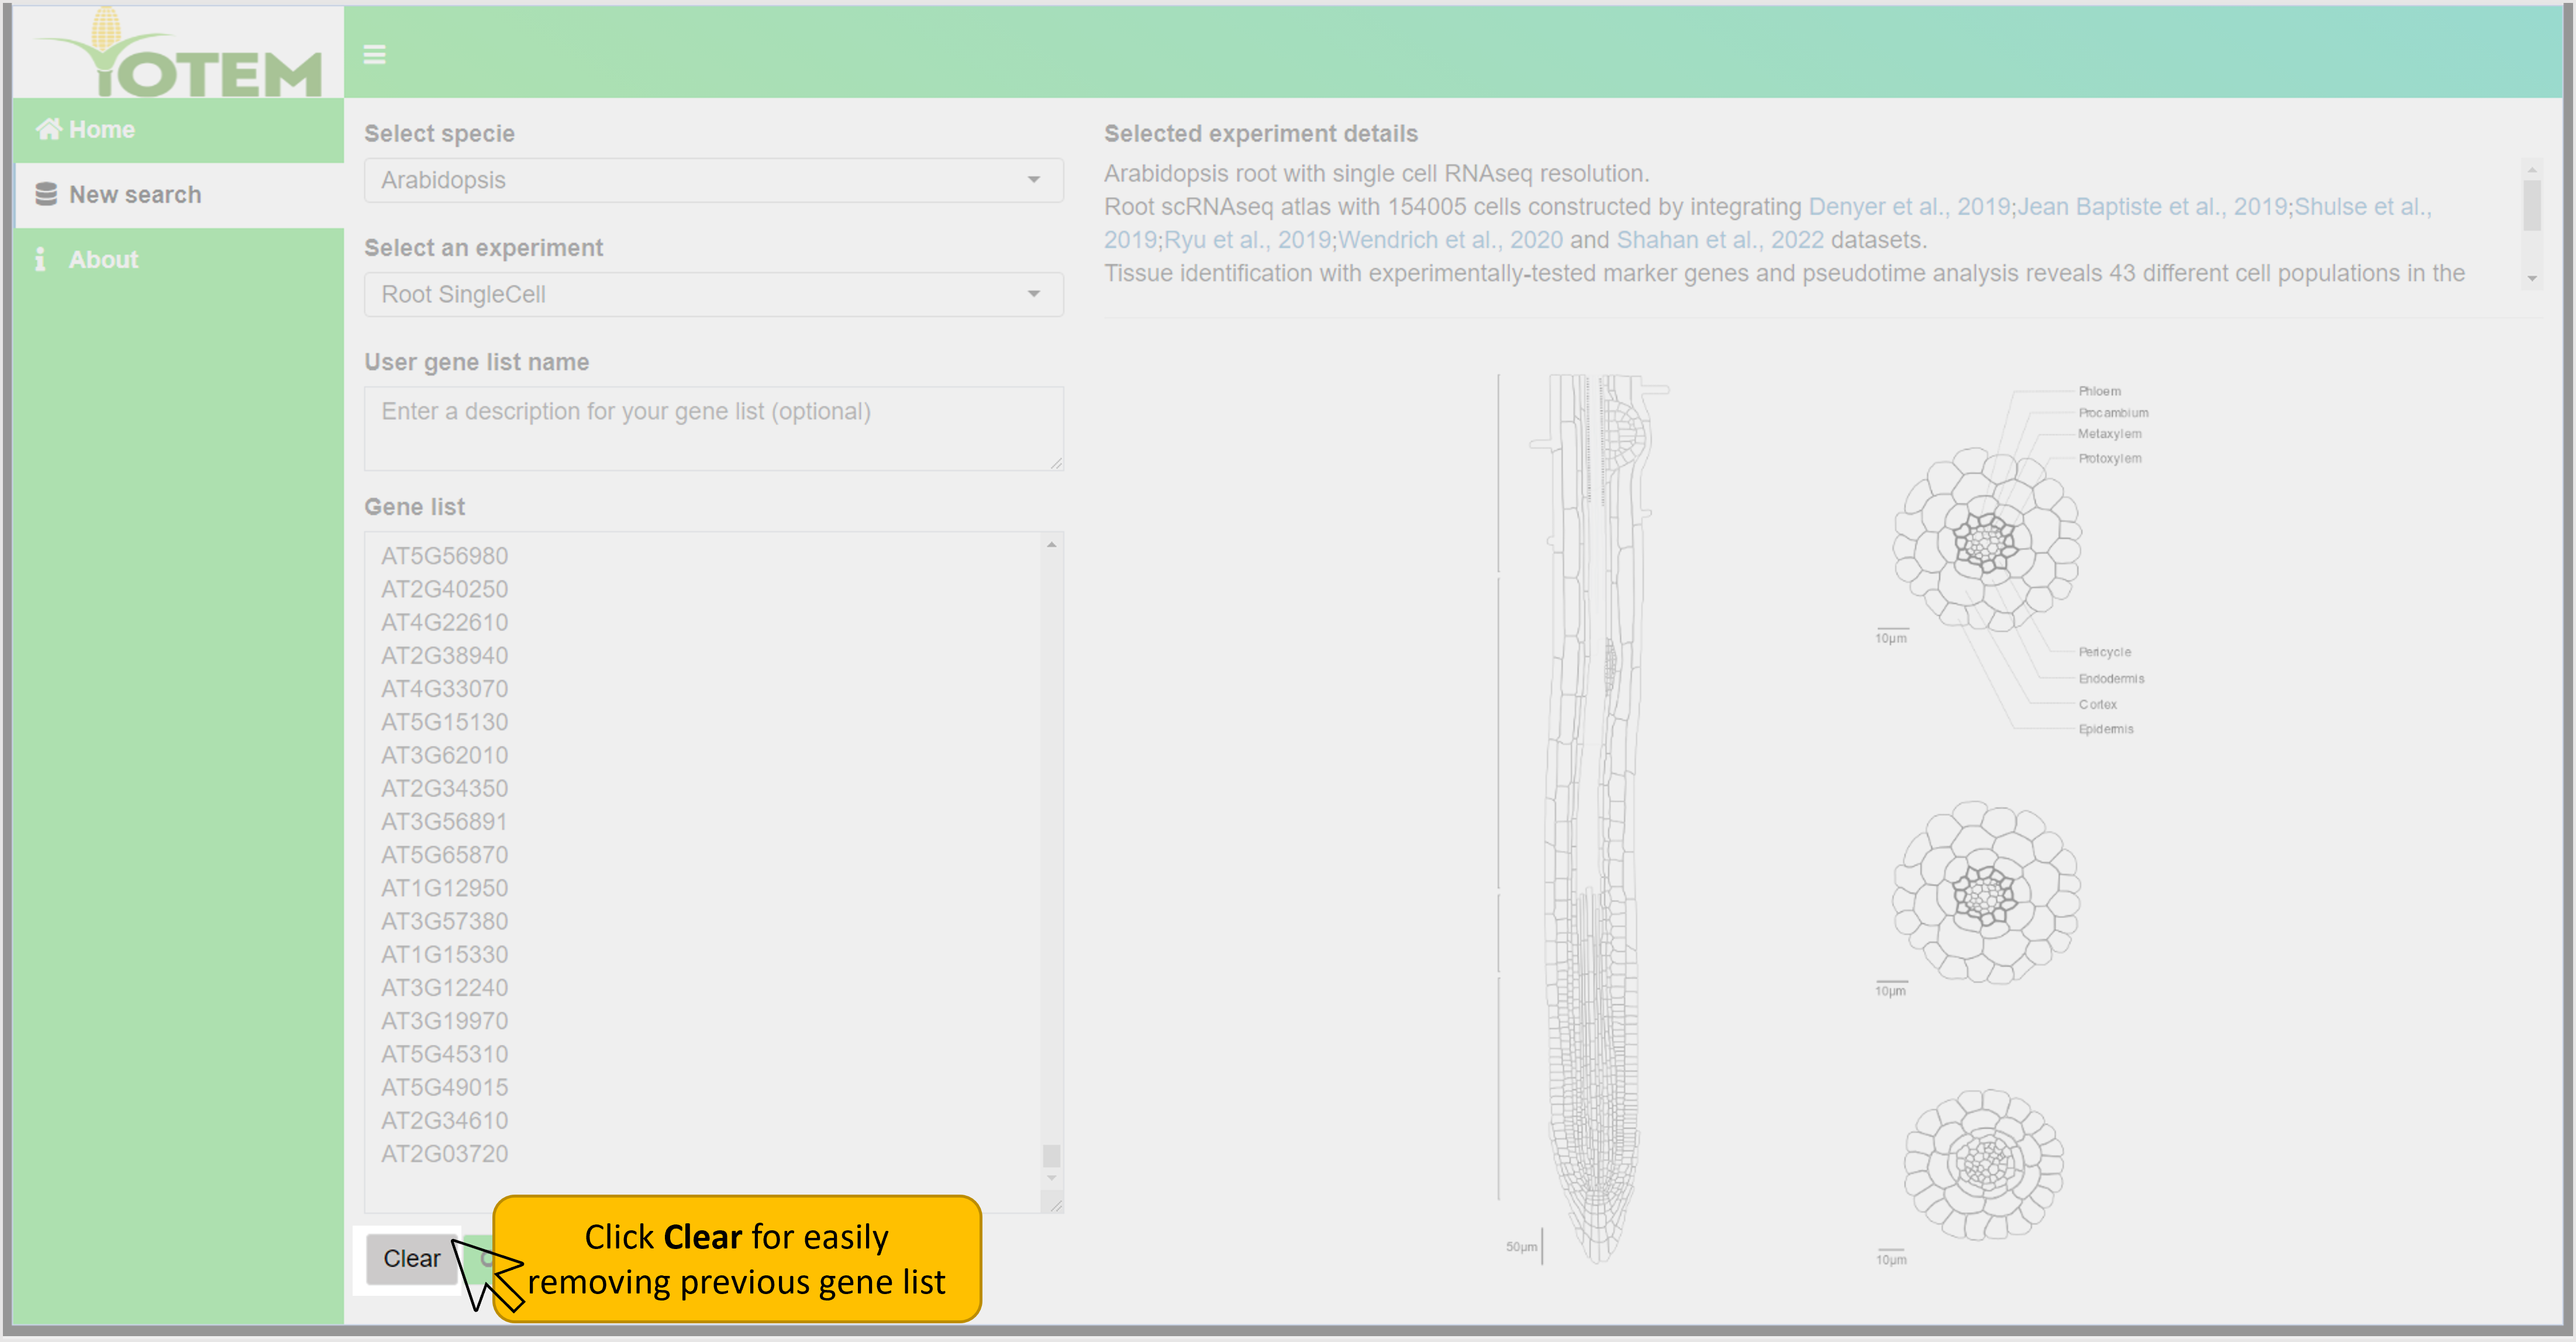 TOTEM
Home
New search
About
Select specie
Arabidopsis
Select an experiment
Root SingleCell
User gene list name
Enter a description for your gene list (optional)
Gene list
AT5G56980
AT2G40250
AT4G22610
AT2G38940
AT4G33070
AT5G15130
AT3G62010
AT2G34350
AT3G56891
AT5G65870
AT1G12950
AT3G57380
AT1G15330
AT3G12240
AT3G19970
AT5G45310
AT5G49015
AT2G34610
AT2G03720
Clear
Click Clear for easily
removing previous gene list
Selected experiment details
Arabidopsis root with single cell RNAseq resolution.
Root scRNAseq atlas with 154005 cells constructed by integrating Denyer et al., 2019;Jean Baptiste et al., 2019;Shulse et al.,
2019;Ryu et al., 2019;Wendrich et al., 2020 and Shahan et al., 2022 datasets.
Tissue identification with experimentally-tested marker genes and pseudotime analysis reveals 43 different cell populations in the
Phloem
Procambium
Metaxylem
Protoxylem
10µm
Pericycle
Endodermis
Cortex
Epidermis
10µm
50µm
10µm